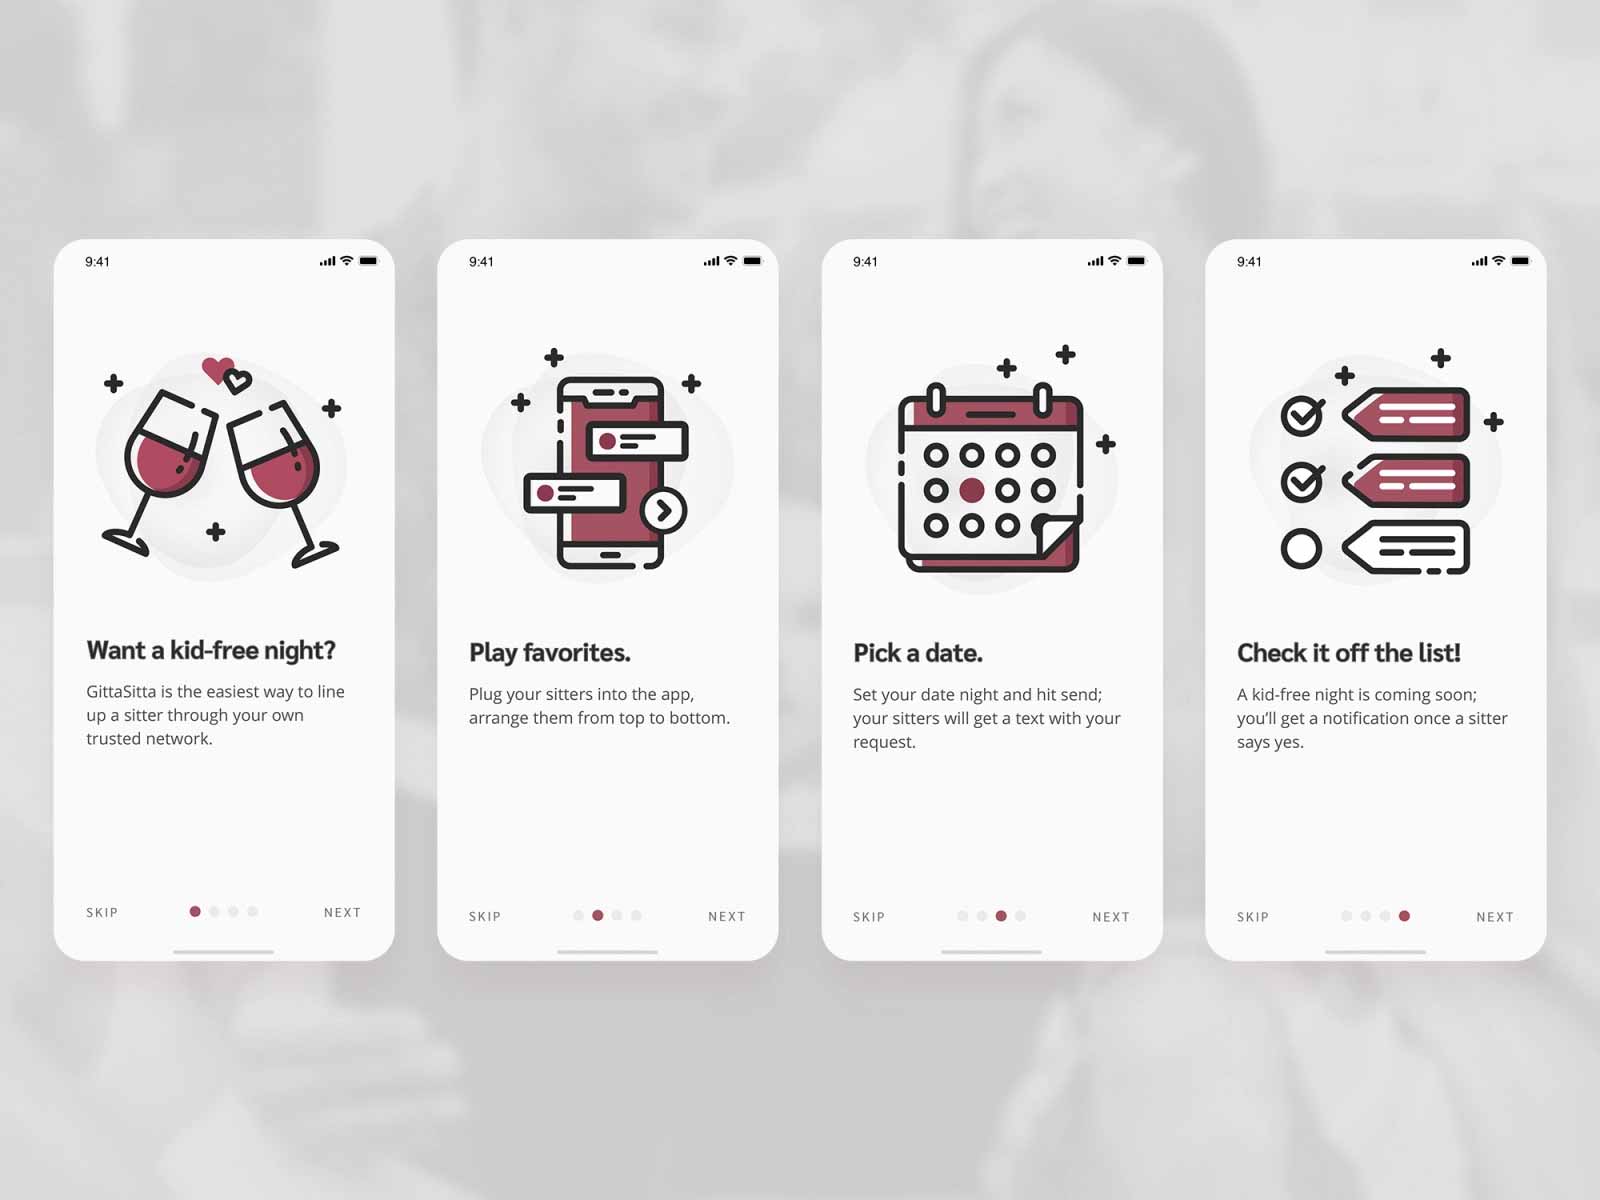 9:41
Want a kid-free night?
GittaSitta is the easiest way to line
up a sitter through your own
trusted network.
SKIP
NEXT
9:41
Play favorites.
Plug your sitters into the app,
arrange them from top to bottom.
SKIP
NEXT
9:41
Pick a date.
Set your date night and hit send;
your sitters will get a text with your
request.
SKIP
NEXT
9:41
Check it off the list!
A kid-free night is coming soon;
you'll get a notification once a sitter
says yes.
SKIP
NEXT